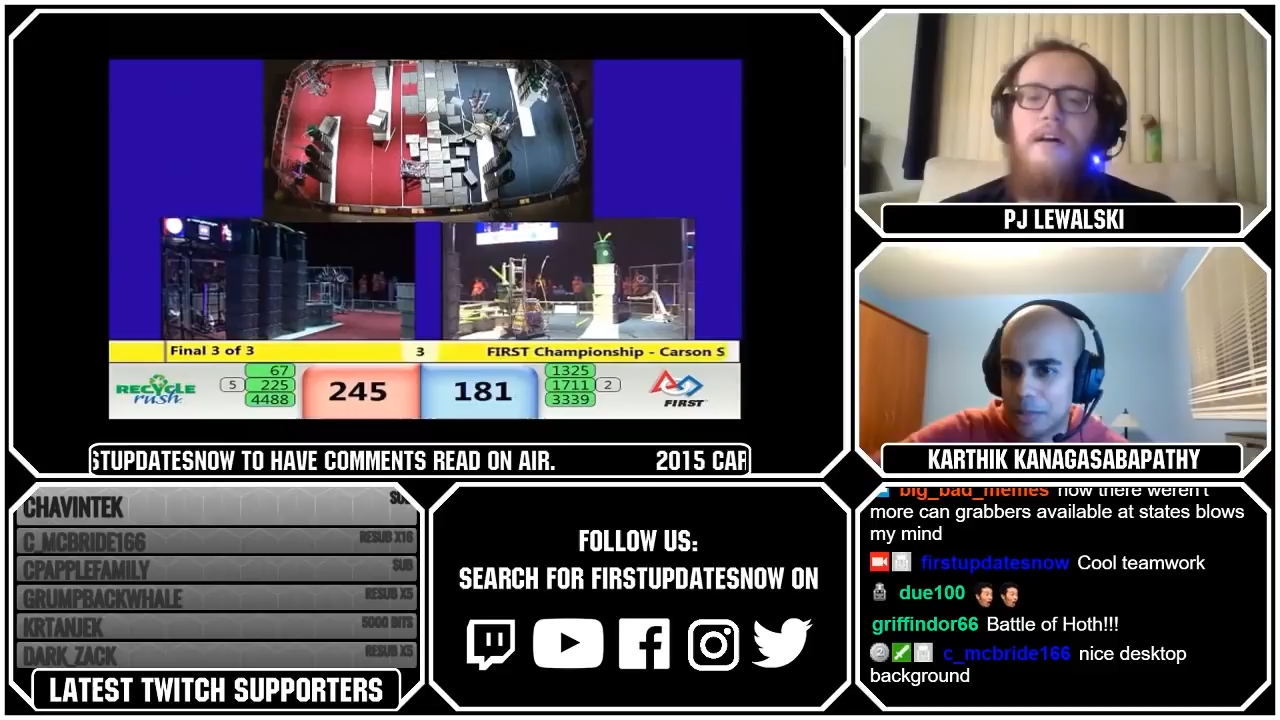 PJ LEWALSKI
Final 3 of 3
3
FIRST Championship - Carson S
RECYCLE
rush
5
67
225
4488
245
181
1325
1711
3339
2
FIRST
STUPDATESNOW TO HAVE COMMENTS READ ON AIR.
2015 CAR
KARTHIK KANAGASABAPATHY
CHAVINTEK
C_MCBRIDE166
RESUB X16
CPAPPLEFAMILY
SUB
GRUMPBACKWHALE
RESUB X5
KRTANJEK
5000 BITS
DARK_ZACK
RESUB X5
LATEST TWITCH SUPPORTERS
FOLLOW US:
SEARCH FOR FIRSTUPDATESNOW ON
big_bad_memes how there weren't
more can grabbers available at states blows
my mind
firstupdatesnow Cool teamwork
due100
griffindor66 Battle of Hoth!!!
c_mcbride166 nice desktop
background